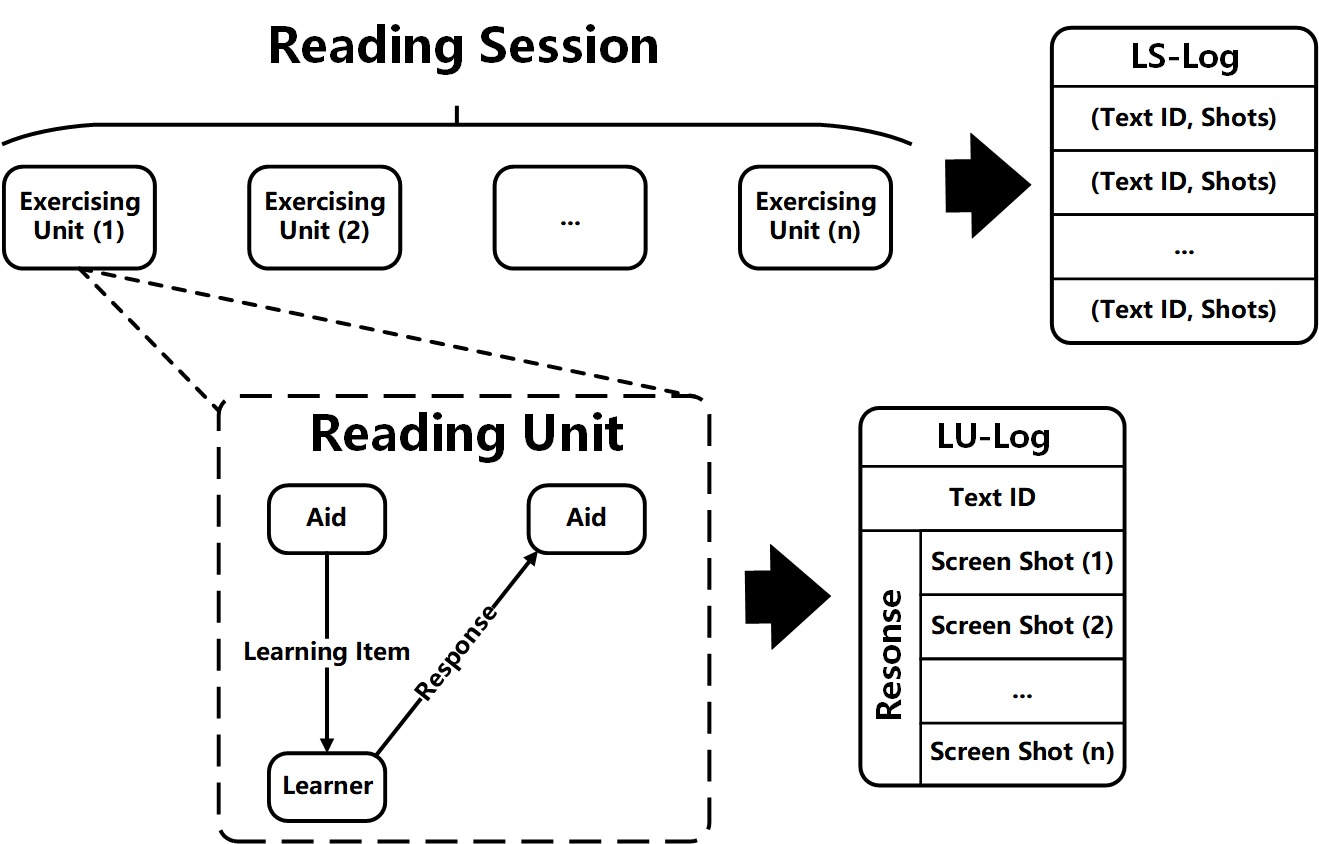 Reading Session
Exercising
Unit (1)
Exercising
Unit (2)
...
Exercising
Unit (n)
LS-Log
(Text ID, Shots)
(Text ID, Shots)
...
(Text ID, Shots)
Reading Unit
Aid
Aid
Learning Item
Response
Learner
LU-Log
Text ID
Resonse
Screen Shot (1)
Screen Shot (2)
...
Screen Shot (n)